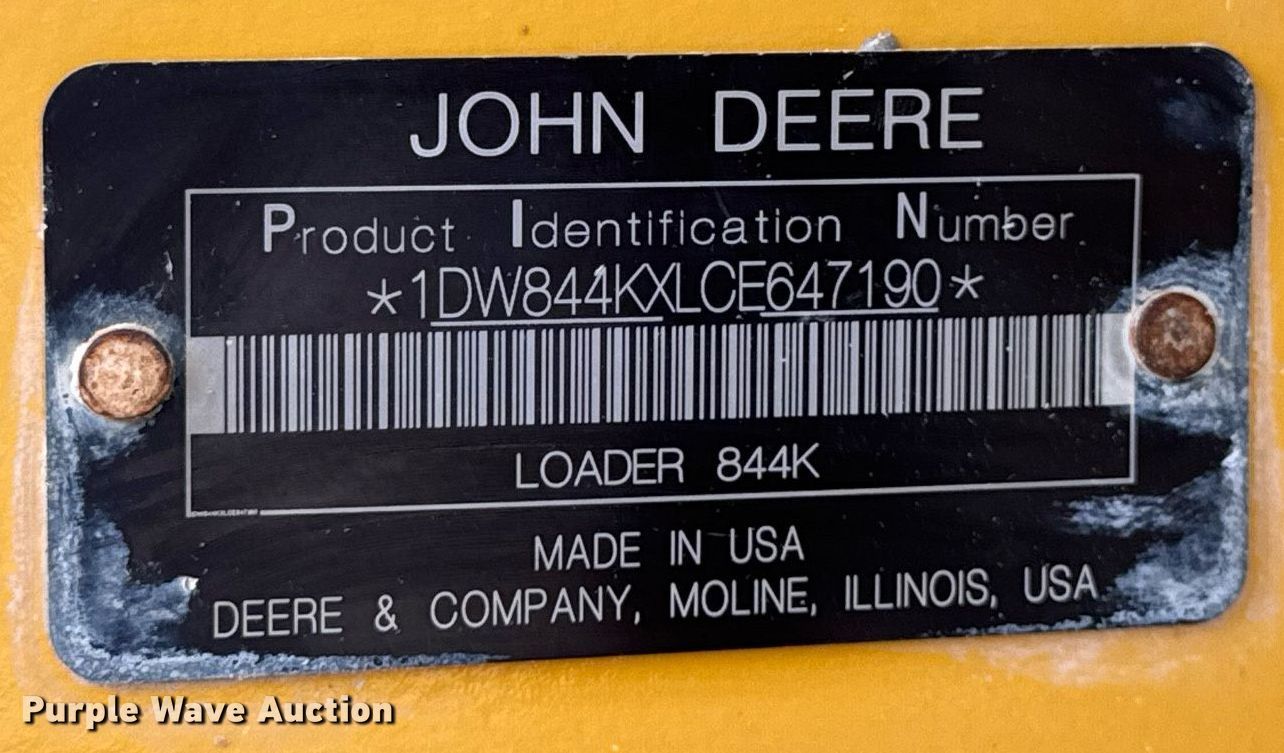 JOHN DEERE
Product Identification Number
*1DW844KXLCE647190*
LOADER 844K
MADE IN USA
DEERE & COMPANY, MOLINE, ILLINOIS, USA
Purple Wave Auction